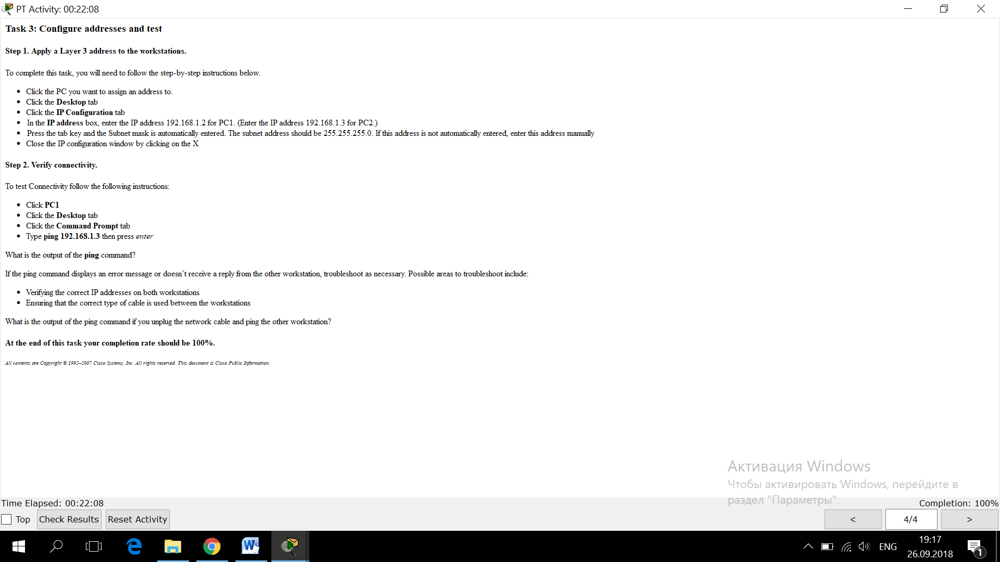 PT Activity: 00:22:08
Task 3: Configure addresses and test
Step 1. Apply a Layer 3 address to the workstations.
To complete this task, you will need to follow the step-by-step instructions below.
Click the PC you want to assign an address to.
Click the Desktop tab
Click the IP Configuration tab
In the IP address box, enter the IP address 192.168.1.2 for PC1. (Enter the IP address 192.168.1.3 for PC2.)
Press the tab key and the Subnet mask is automatically entered. The subnet address should be 255.255.255.0. If this address is not automatically entered, enter this address manually
Close the IP configuration window by clicking on the X
Step 2. Verify connectivity.
To test Connectivity follow the following instructions:
Click PC1
Click the Desktop tab
Click the Command Prompt tab
Type ping 192.168.1.3 then press enter
What is the output of the ping command?
If the ping command displays an error message or doesn’t receive a reply from the other workstation, troubleshoot as necessary. Possible areas to troubleshoot include:
Verifying the correct IP addresses on both workstations
Ensuring that the correct type of cable is used between the workstations
What is the output of the ping command if you unplug the network cable and ping the other workstation?
At the end of this task your completion rate should be 100%.
All contents are Copyright © 1992–2007 Cisco Systems, Inc. All rights reserved. This document is Cisco Public Information.
Активация Windows
Чтобы активировать Windows, перейдите в
раздел "Параметры".
Time Elapsed: 00:22:08
Completion: 100%
Top
Check Results
Reset Activity
<
4/4
>
ENG
19:17
26.09.2018
1